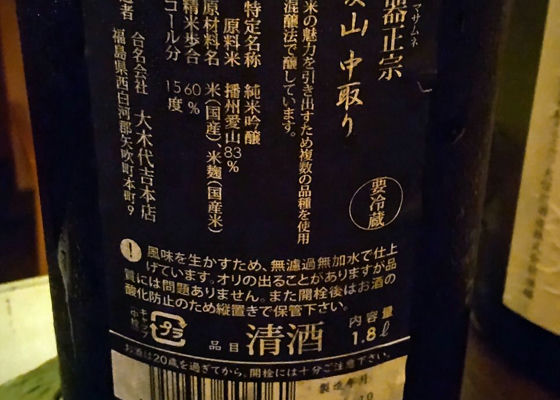 マサムネ
器正宗
山 中取り
米の魅力を引き出すため複数の品種を使用
混醸法で醸しています。
要冷蔵
特定名称 純米吟醸
原料米 播州愛山83%
原材料名 米(国産)、米麹(国産米)
精米歩合 60%
コール分 15度
者 合名会社 大木代吉本店
福島県西白河郡矢吹町本町9
! 風味を生かすため、無濾過無加水で仕上
げています。オリの出ることがありますが品
質には問題ありません。また開栓後はお酒の
酸化防止のため縦置きで保管下さい。
キャップ
中栓
プラ
品目 清酒 内容量
1.8ℓ
お酒は20歳を過ぎてから、開栓には十分ご注意下さい。
製造年月